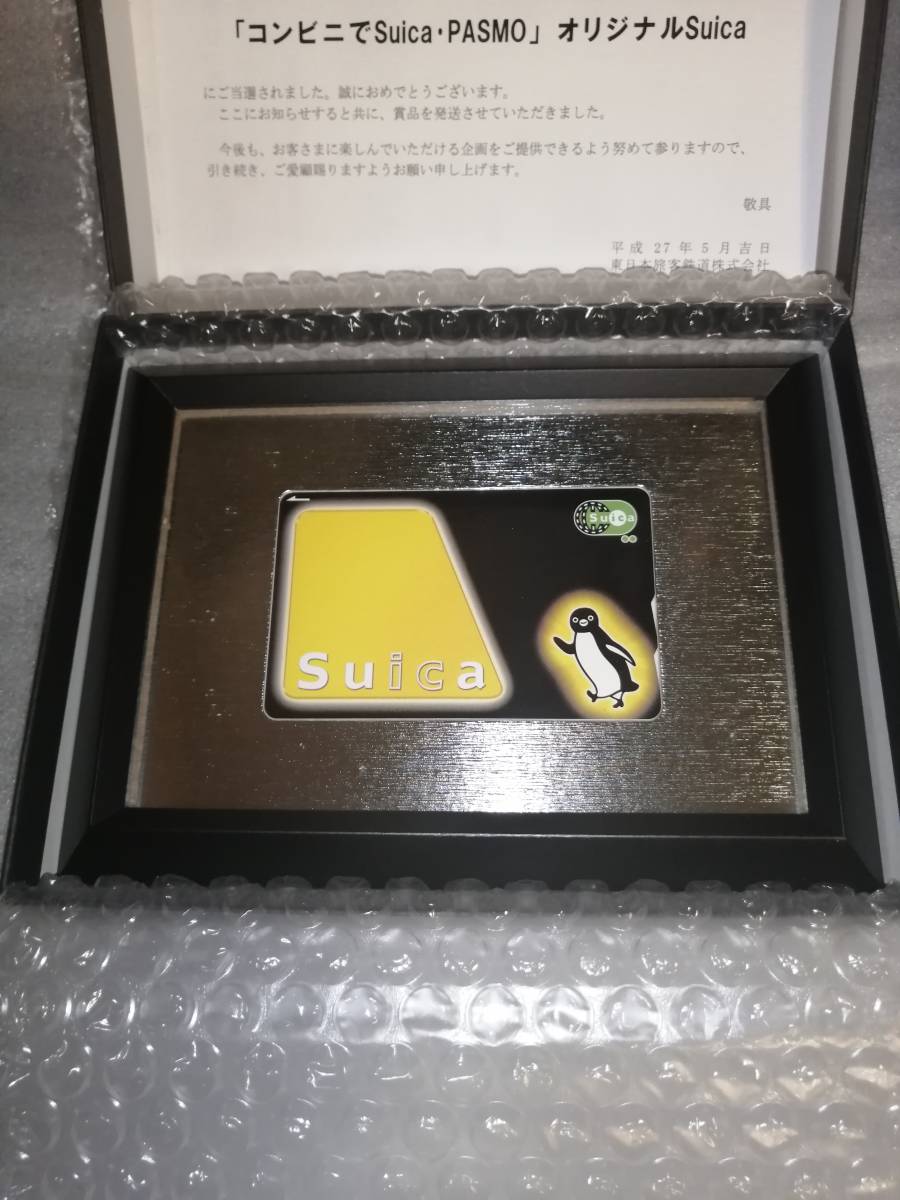 「コンビニでSuica・PASMO」オリジナルSuica
にご当選されました。誠におめでとうございます。
ここにお知らせすると共に、賞品を発送させていただきました。
今後も、お客さまに楽しんでいただける企画をご提供できるよう努めて参りますので、
引き続き、ご愛顧賜りますようお願い申し上げます。
敬具
平成27年5月吉日
東日本旅客鉄道株式会社
Suica
Suica